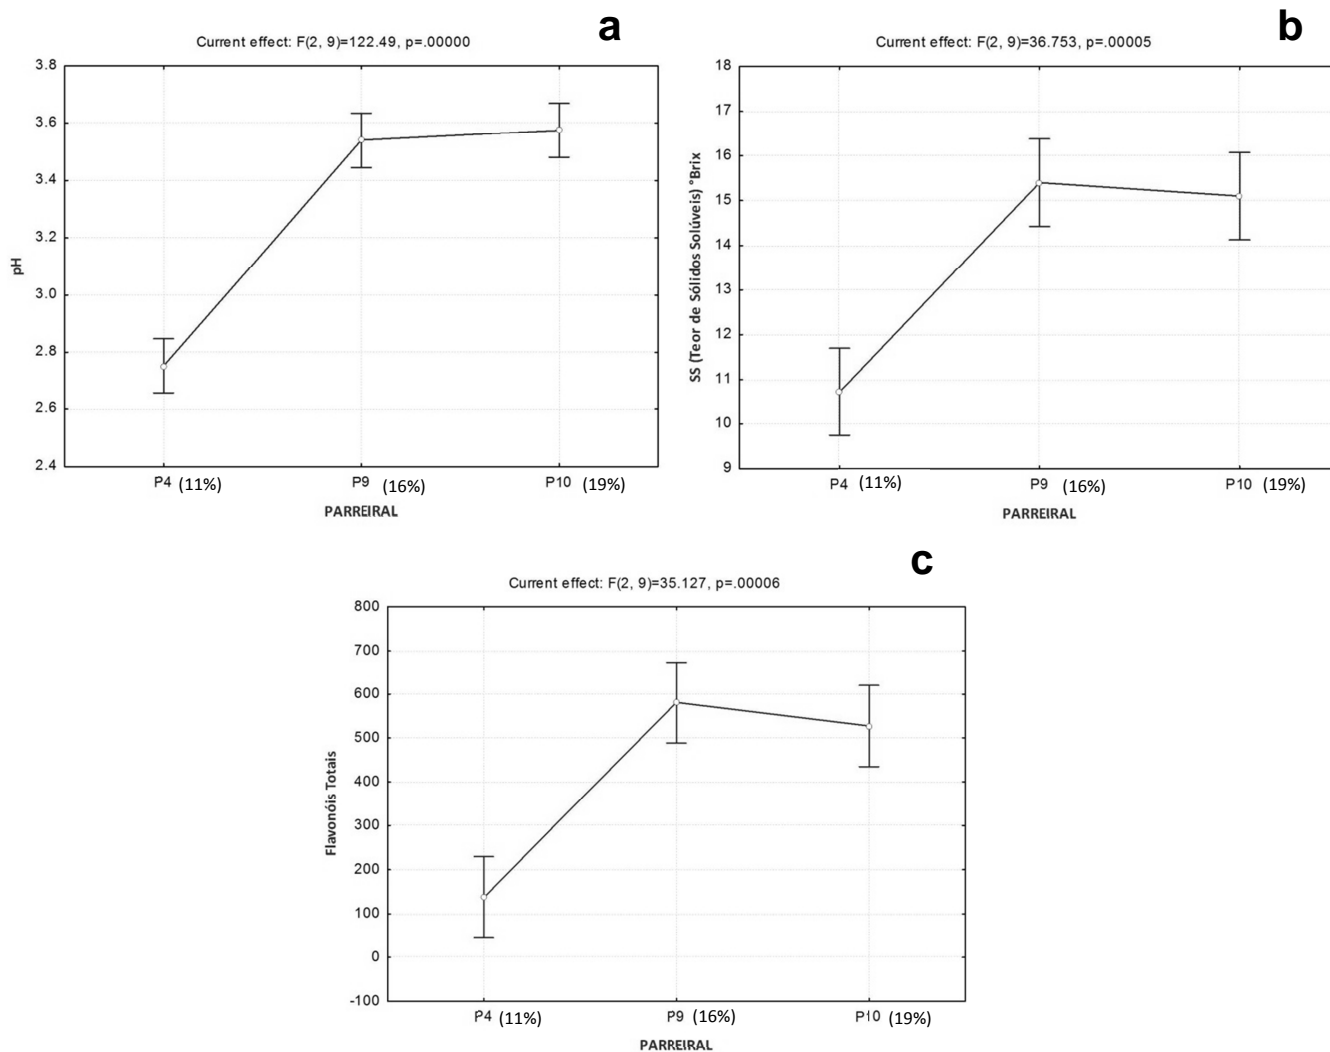 a
Current effect: F(2, 9)=122.49, p=.00000
3.8
3.6
3.4
3.2
3.0
2.8
2.6
2.4
pH
P4 (11%)
P9 (16%)
P10 (19%)
PARREIRAL
b
Current effect: F(2, 9)=36.753, p=.00005
18
17
16
15
14
13
12
11
10
9
SS (Teor de Sólidos Solúveis) °Brix
P4 (11%)
P9 (16%)
P10 (19%)
PARREIRAL
c
Current effect: F(2, 9)=35.127, p=.00006
800
700
600
500
400
300
200
100
0
-100
Flavonóis Totais
P4 (11%)
P9 (16%)
P10 (19%)
PARREIRAL